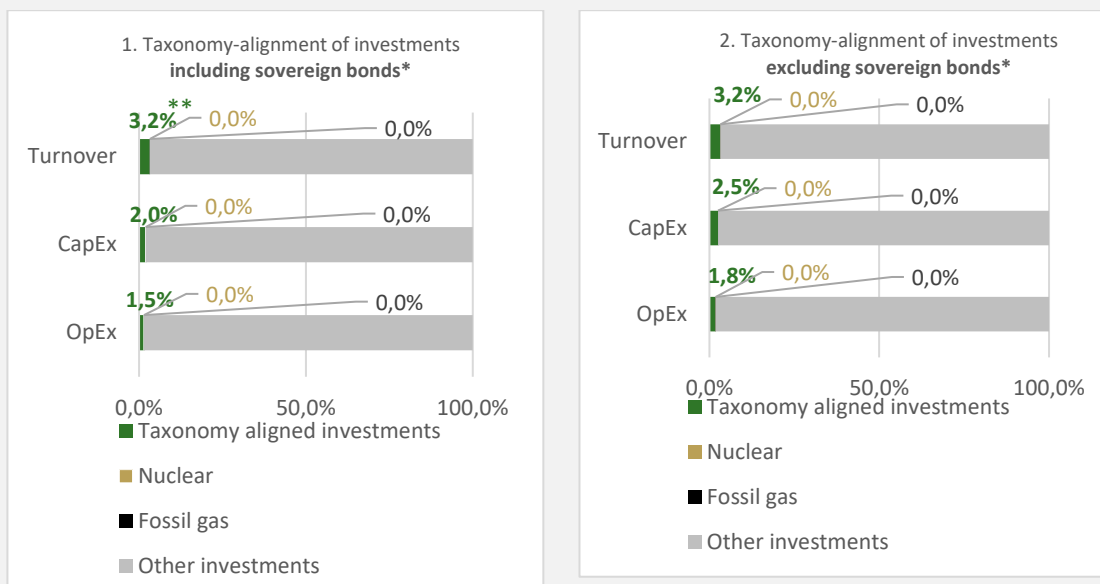 1. Taxonomy-alignment of investments
including sovereign bonds*
**
3,2%
0,0%
0,0%
Turnover
2,0%
0,0%
0,0%
CapEx
1,5%
0,0%
0,0%
OpEx
0,0%
50,0%
100,0%
Taxonomy aligned investments
Nuclear
Fossil gas
Other investments
2. Taxonomy-alignment of investments
excluding sovereign bonds*
3,2%
0,0%
0,0%
Turnover
2,5%
0,0%
0,0%
CapEx
1,8%
0,0%
0,0%
OpEx
0,0%
50,0%
100,0%
Taxonomy aligned investments
Nuclear
Fossil gas
Other investments